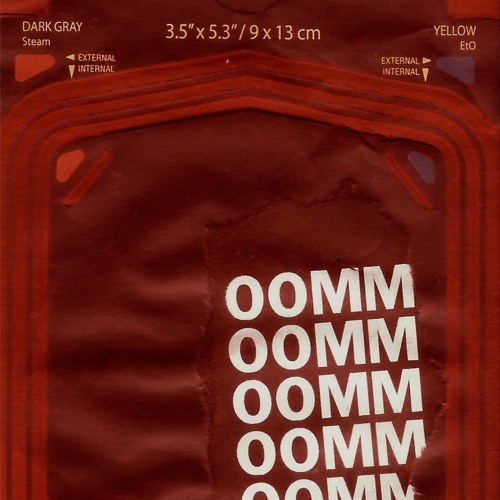 DARK GRAY
Steam
EXTERNAL
INTERNAL
3.5" x 5.3" / 9 x 13 cm
YELLOW
EtO
EXTERNAL
INTERNAL
OOMM
OOMM
OOMM
OOMM
OOMM